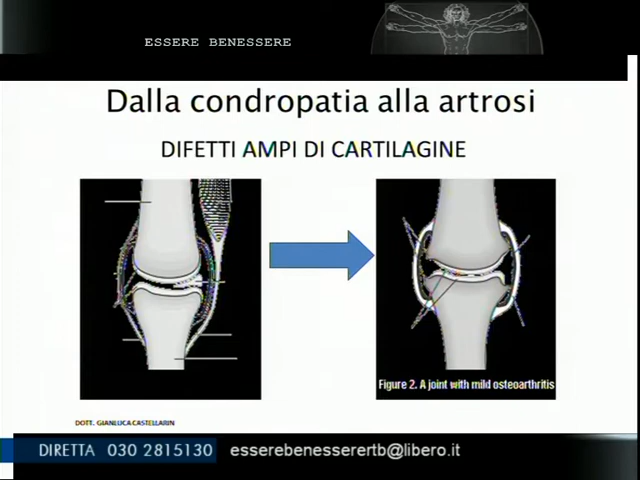 ESSERE BENESSERE
Dalla condropatia alla artrosi
DIFETTI AMPI DI CARTILAGINE
Figure 2. A joint with mild osteoarthritis
DOTT. GIANLUCA CASTELLARIN
DIRETTA 030 2815130 esserebenesserertb@libero.it